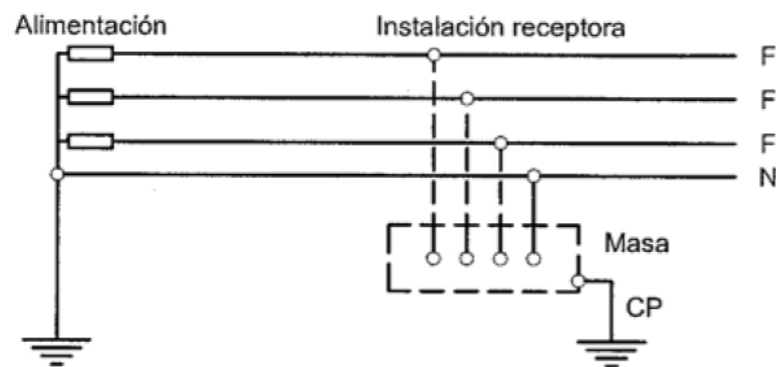 Alimentación
Instalación receptora
F
F
F
N
Masa
CP